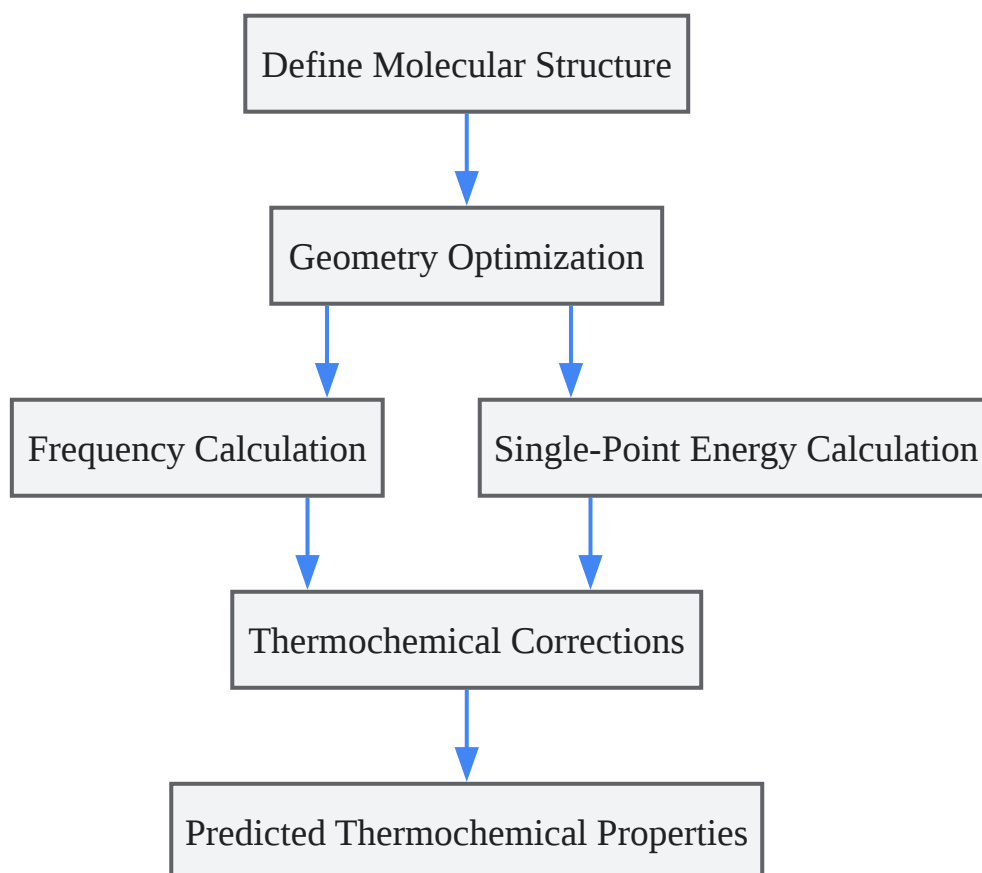 Define Molecular Structure
Geometry Optimization
Frequency Calculation
Single-Point Energy Calculation
Thermochemical Corrections
Predicted Thermochemical Properties